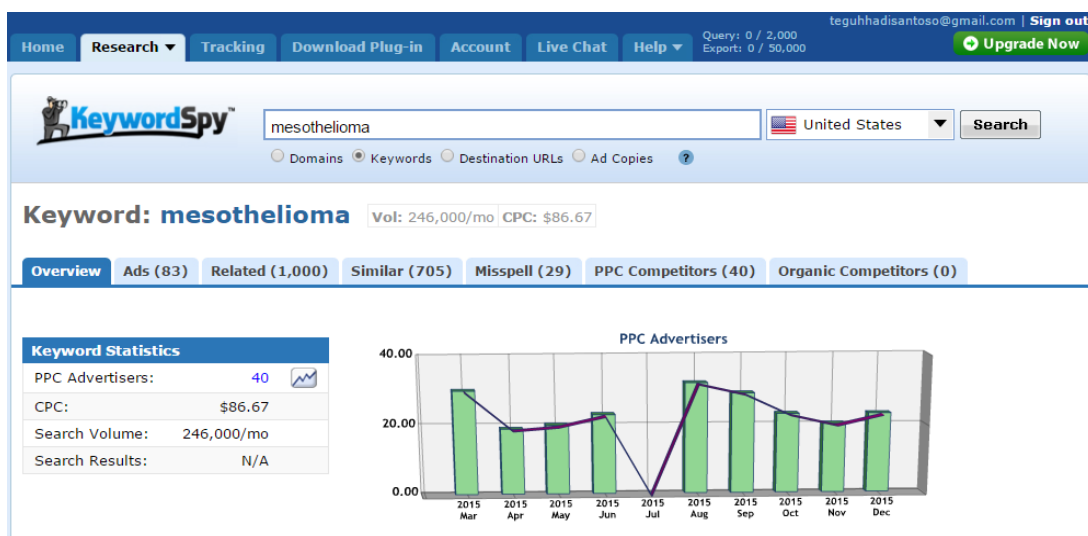 teguhhadisantoso@gmail.com | Sign out
Home Research ▼ Tracking Download Plug-in Account Live Chat Help ▼ Query: 0 / 2,000
Export: 0 / 50,000
Upgrade Now
KeywordSpy™ mesothelioma United States ▼ Search
Domains Keywords Destination URLs Ad Copies ?
Keyword: mesothelioma Vol: 246,000/mo CPC: $86.67
Overview Ads (83) Related (1,000) Similar (705) Misspell (29) PPC Competitors (40) Organic Competitors (0)
Keyword Statistics
PPC Advertisers: 40
CPC: $86.67
Search Volume: 246,000/mo
Search Results: N/A
PPC Advertisers
40.00
20.00
0.00
2015 2015 2015 2015 2015 2015 2015 2015 2015 2015
Mar Apr May Jun Jul Aug Sep Oct Nov Dec